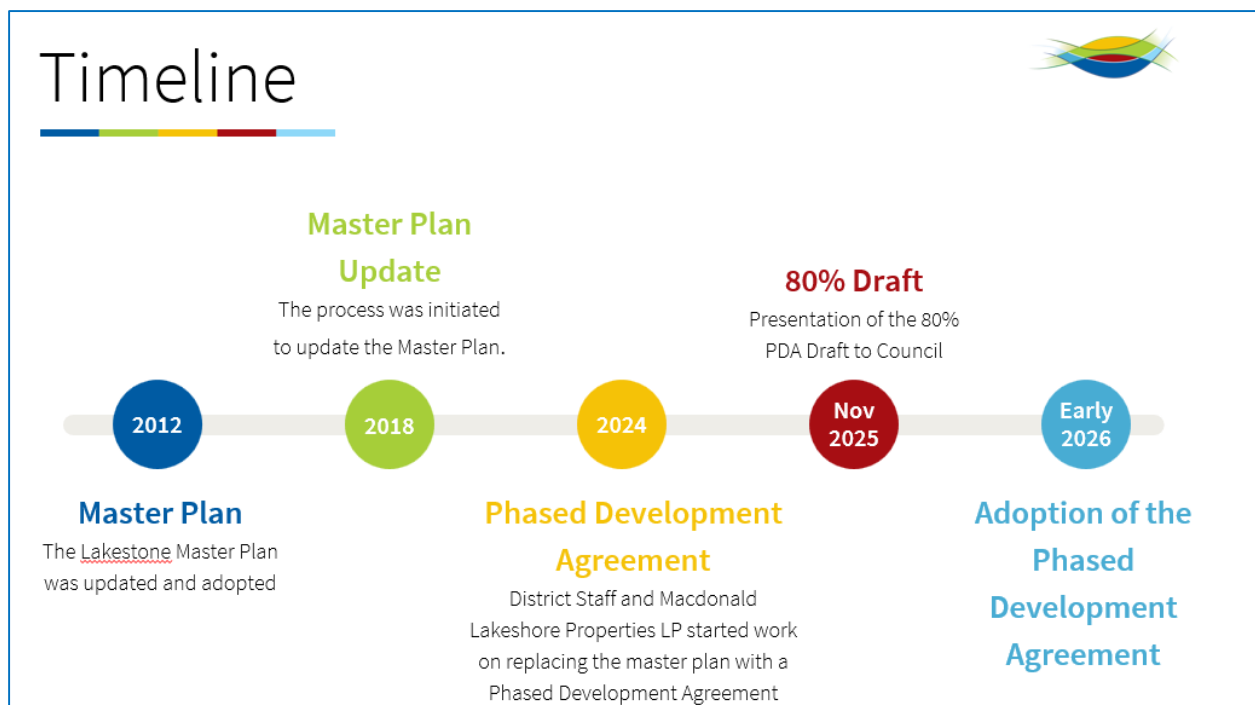 Timeline
2012
Master Plan
The Lakestone Master Plan
was updated and adopted
Master Plan
Update
The process was initiated
to update the Master Plan.
2018
2024
Phased Development
Agreement
District Staff and Macdonald
Lakeshore Properties LP started work
on replacing the master plan with a
Phased Development Agreement
80% Draft
Presentation of the 80%
PDA Draft to Council
Nov
2025
Early
2026
Adoption of the
Phased
Development
Agreement